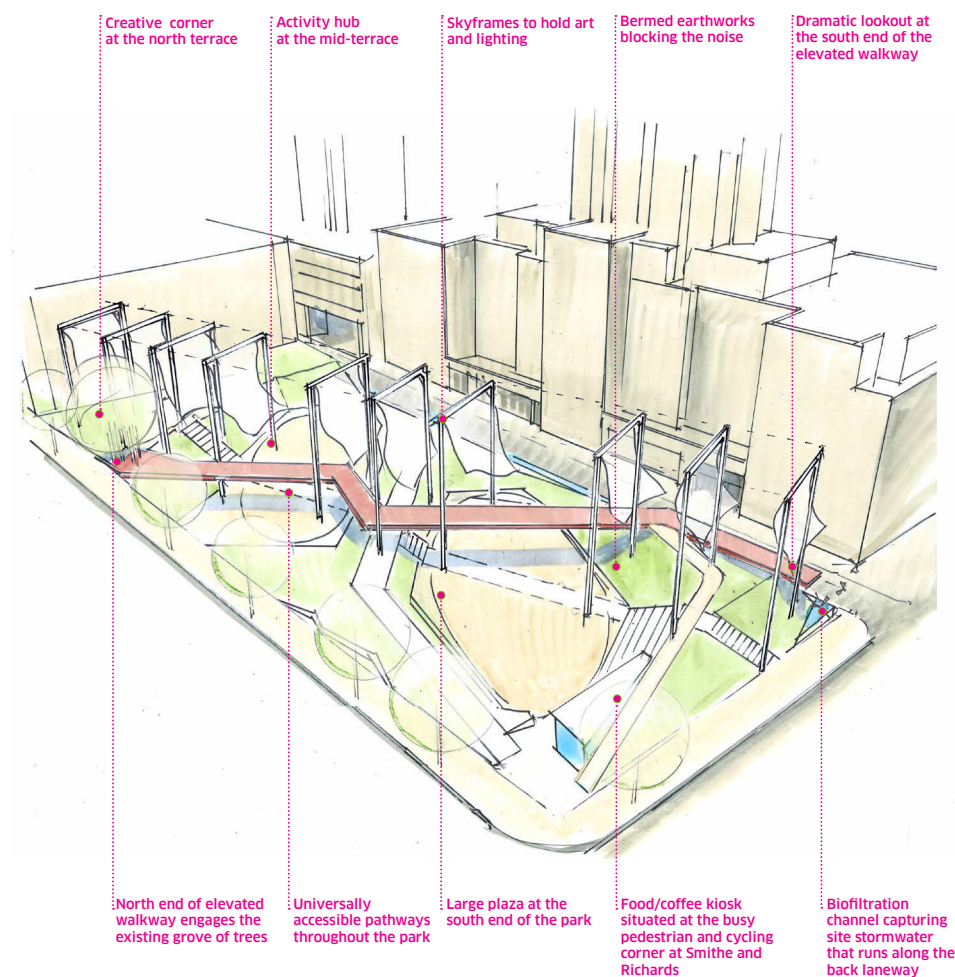 Creative corner
at the north terrace
Activity hub
at the mid-terrace
Skyframes to hold art
and lighting
Bermed earthworks
blocking the noise
Dramatic lookout at
the south end of the
elevated walkway
North end of elevated
walkway engages the
existing grove of trees
Universally
accessible pathways
throughout the park
Large plaza at the
south end of the park
Food/coffee kiosk
situated at the busy
pedestrian and cycling
corner at Smithe and
Richards
Biofiltration
channel capturing
site stormwater
that runs along the
back laneway